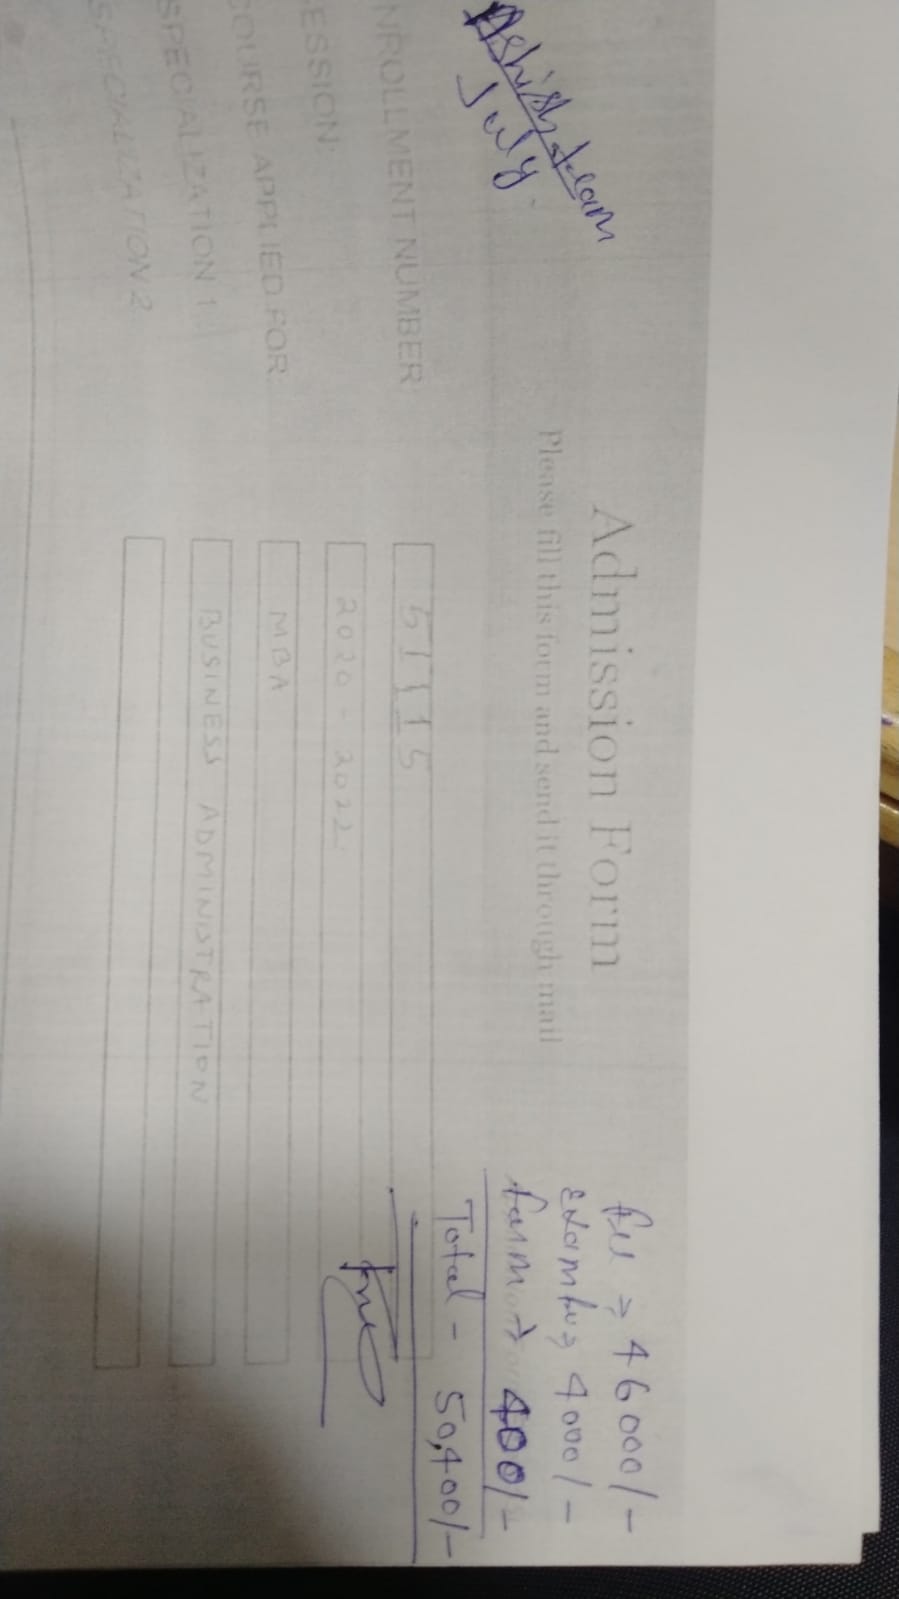 Ashish team
July
Admission Form
Please fill this form and send it through mail
Fee ⇒ 46000/-
exam fee ⇒ 4000/-
form → 400/-
Total - 50,400/-
NROLLMENT NUMBER: 51115
ESSION: 2020 - 2022
COURSE APPLIED FOR: MBA
SPECIALIZATION 1 BUSINESS ADMINISTRATION
SPECIALIZATION 2